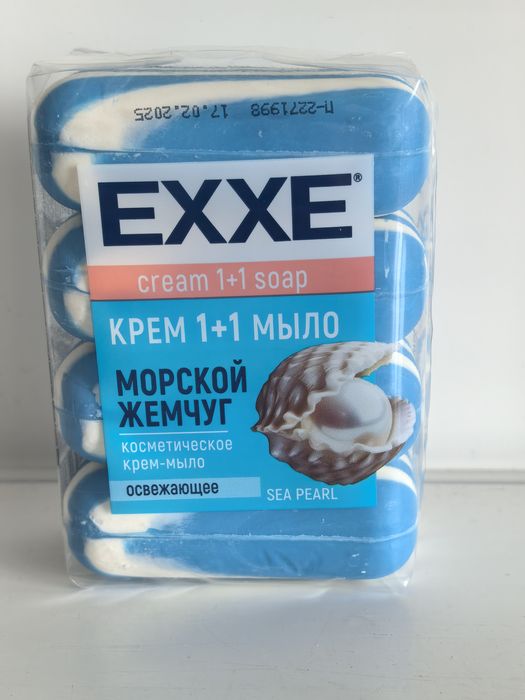 П-2271998 17.02.2025
EXXE®
cream 1+1 soap
КРЕМ 1+1 МЫЛО
МОРСКОЙ
ЖЕМЧУГ
косметическое
крем-мыло
освежающее
SEA PEARL